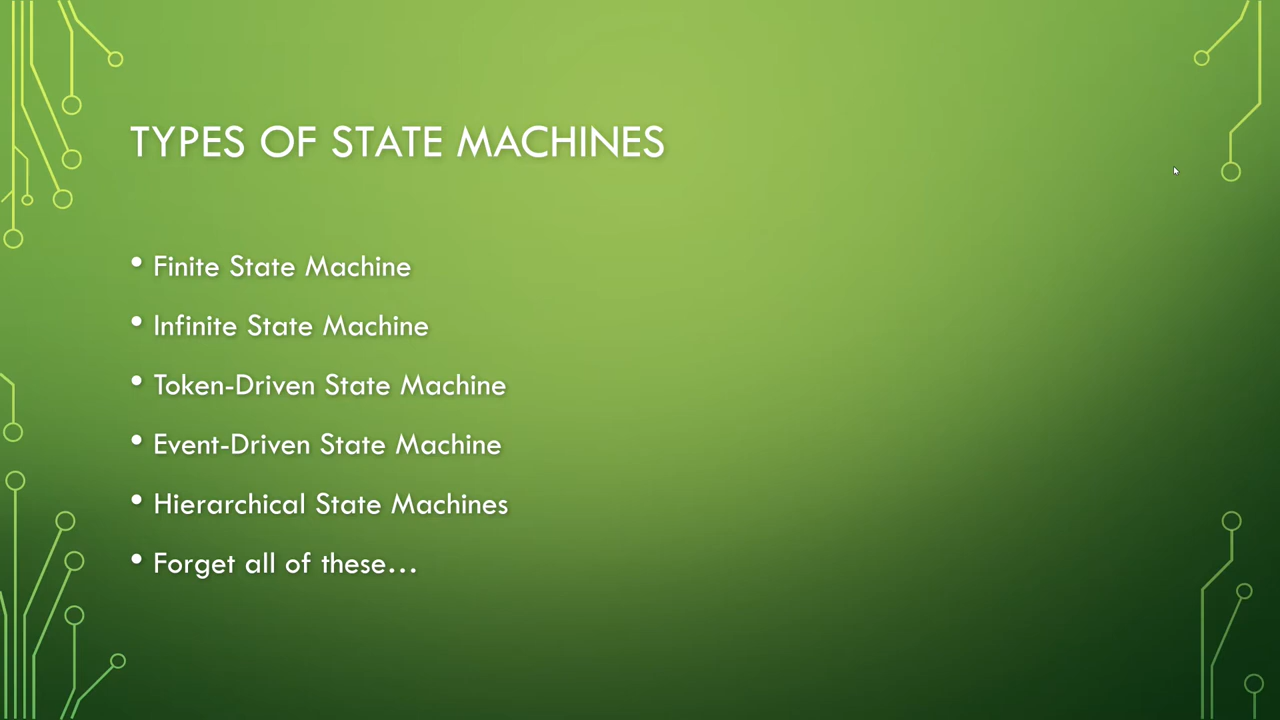 TYPES OF STATE MACHINES
• Finite State Machine
• Infinite State Machine
• Token-Driven State Machine
• Event-Driven State Machine
• Hierarchical State Machines
• Forget all of these...